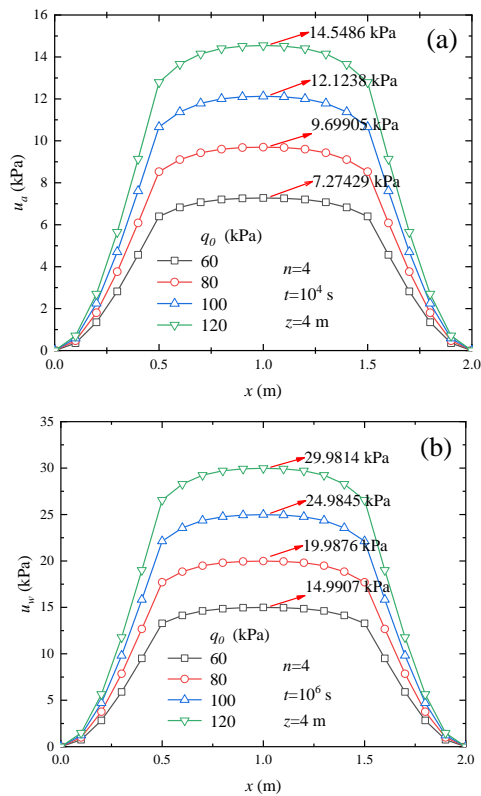 16
14.5486 kPa
(a)
14
12.1238 kPa
12
10
9.69905 kPa
8
7.27429 kPa
6
4
2
0
u_a (kPa)
q_0 (kPa)
60
80
100
120
n=4
t=10^4 s
z=4 m
0.0 0.5 1.0 1.5 2.0
x (m)
35
(b)
30
29.9814 kPa
25
24.9845 kPa
20
19.9876 kPa
15
14.9907 kPa
10
5
0
u_w (kPa)
q_0 (kPa)
60
80
100
120
n=4
t=10^6 s
z=4 m
0.0 0.5 1.0 1.5 2.0
x (m)